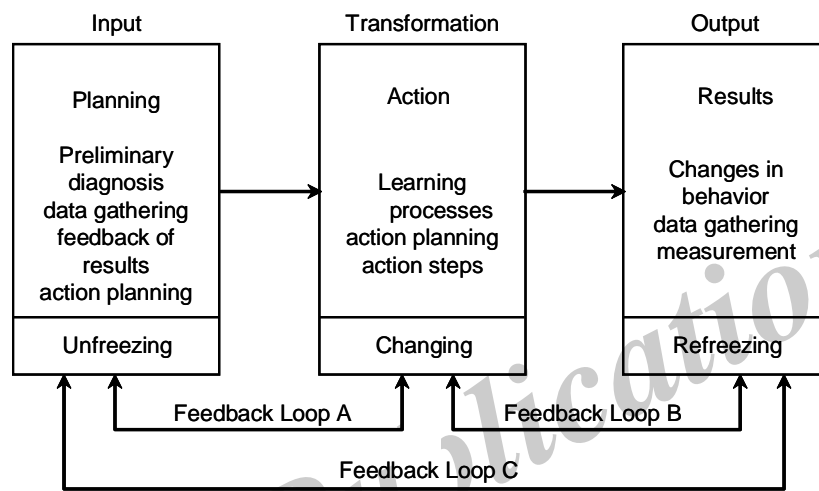 Input
Transformation
Output
Planning
Preliminary
diagnosis
data gathering
feedback of
results
action planning
Unfreezing
Action
Learning
processes
action planning
action steps
Changing
Results
Changes in
behavior
data gathering
measurement
Refreezing
Feedback Loop A
Feedback Loop B
Feedback Loop C